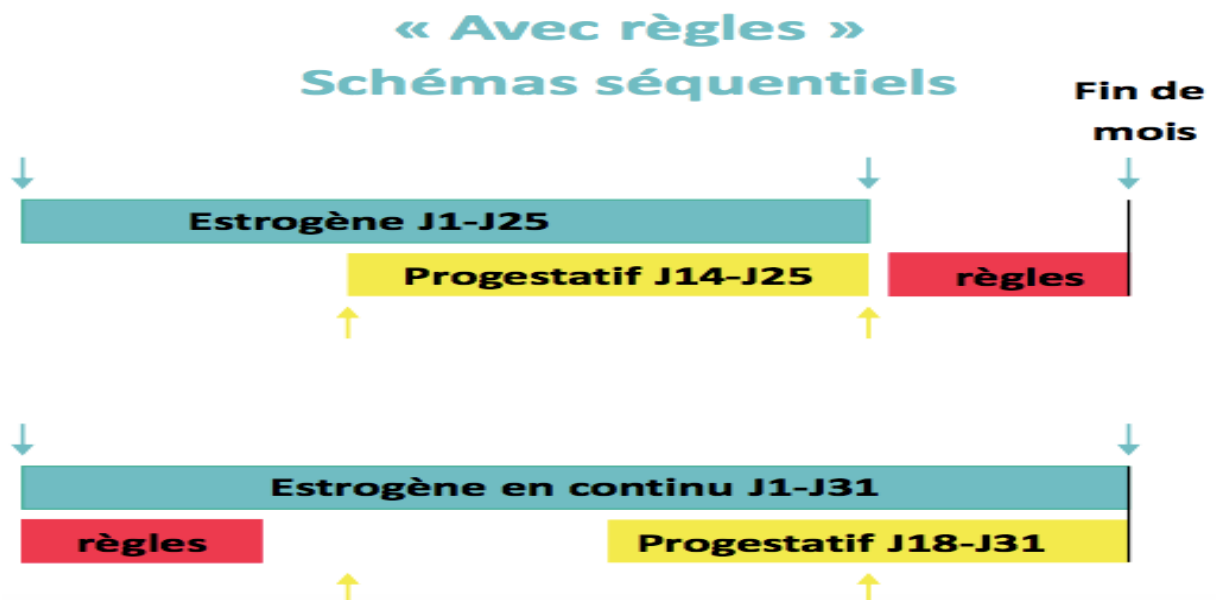 « Avec règles »
Schémas séquentiels
Fin de
mois
Estrogène J1-J25
Progestatif J14-J25
règles
Estrogène en continu J1-J31
règles
Progestatif J18-J31